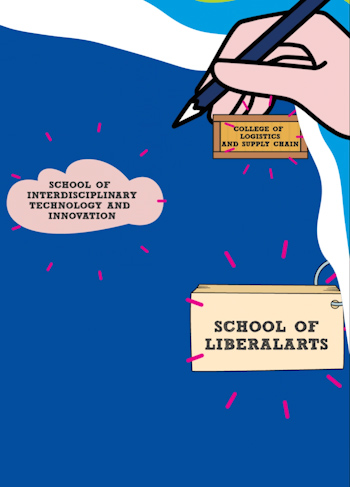 COLLEGE OF
LOGISTICS
AND SUPPLY CHAIN
SCHOOL OF
INTERDISCIPLINARY
TECHNOLOGY AND
INNOVATION
SCHOOL OF
LIBERALARTS